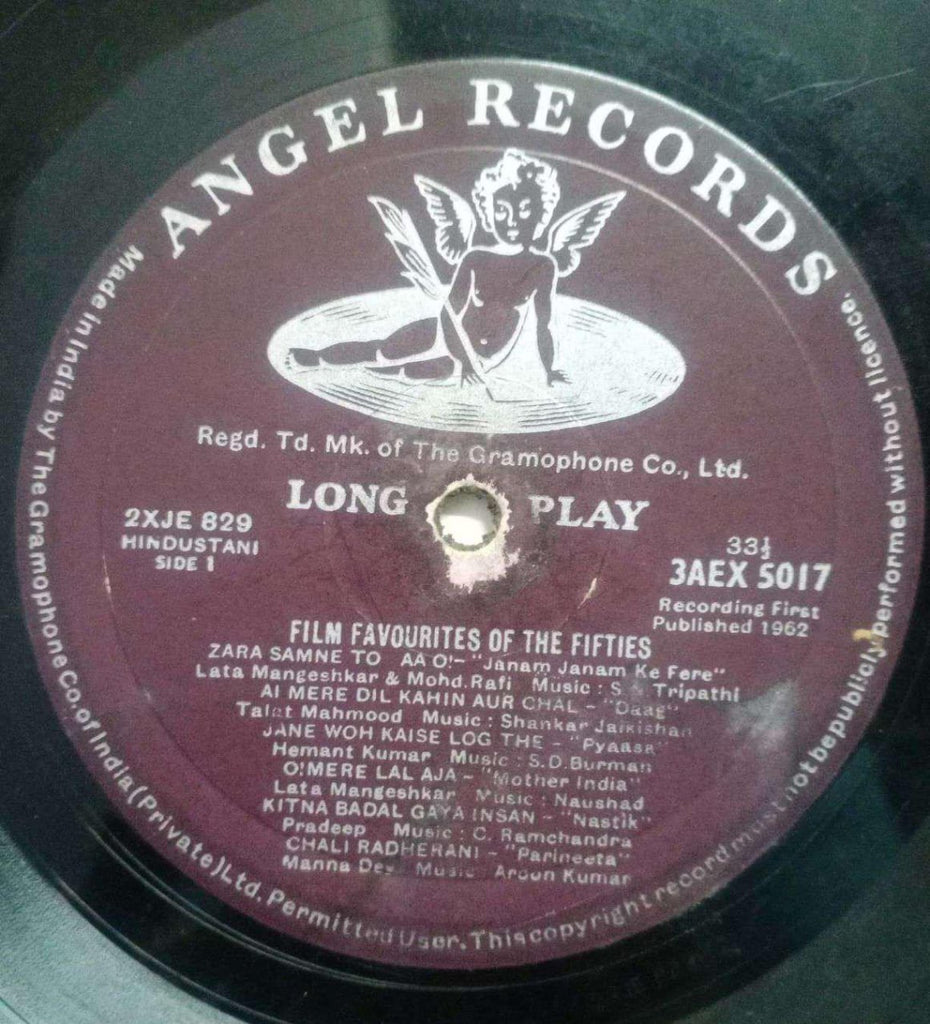 ANGEL RECORDS
Regd. Td. Mk. of The Gramophone Co., Ltd.
LONG PLAY
2XJE 829
HINDUSTANI
SIDE 1
33⅓
3AEX 5017
Recording First
Published 1962
FILM FAVOURITES OF THE FIFTIES
ZARA SAMNE TO AA O!- "Janam Janam Ke Fere"
Lata Mangeshkar & Mohd.Rafi Music : S. Tripathi
AI MERE DIL KAHIN AUR CHAL - "Daag"
Talat Mahmood Music : Shankar Jaikishan
JANE WOH KAISE LOG THE - "Pyaasa"
Hemant Kumar Music : S.D.Burman
O!MERE LAL AJA - "Mother India"
Lata Mangeshkar Music : Naushad
KITNA BADAL GAYA INSAN - "Nastik"
Pradeep Music : C. Ramchandra
CHALI RADHERANI - "Parineeta"
Manna Dey Music Aroon Kumar
Made in India by The Gramophone Co. of India (Private) Ltd. Permitted User. This copyright record must not be publicly performed without licence.